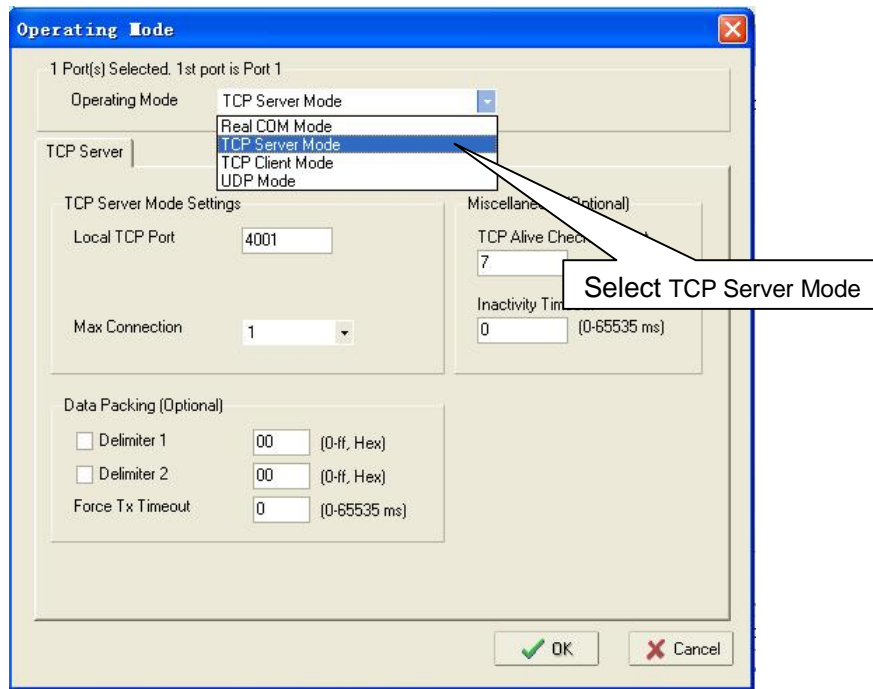 Operating Mode
1 Port(s) Selected. 1st port is Port 1
Operating Mode TCP Server Mode
Real COM Mode
TCP Server Mode
TCP Client Mode
UDP Mode
TCP Server
TCP Server Mode Settings
Local TCP Port 4001
Max Connection 1
Miscellane (Optional)
TCP Alive Chec
7
Select TCP Server Mode
Inactivity Tim
0 (0-65535 ms)
Data Packing (Optional)
Delimiter 1 00 (0-ff, Hex)
Delimiter 2 00 (0-ff, Hex)
Force Tx Timeout 0 (0-65535 ms)
OK Cancel